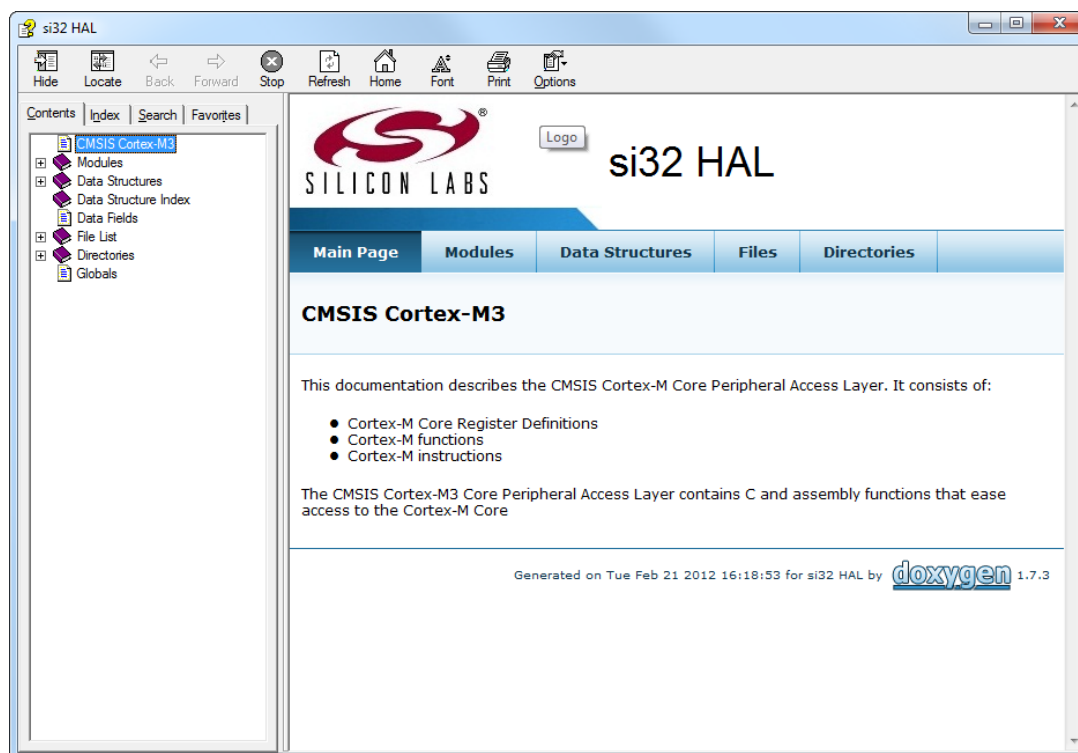 si32 HAL
Hide Locate Back Forward Stop Refresh Home Font Print Options
Contents Index Search Favorites
CMSIS Cortex-M3
Modules
Data Structures
Data Structure Index
Data Fields
File List
Directories
Globals
SILICON LABS
®
Logo
si32 HAL
Main Page Modules Data Structures Files Directories
CMSIS Cortex-M3
This documentation describes the CMSIS Cortex-M Core Peripheral Access Layer. It consists of:
● Cortex-M Core Register Definitions
● Cortex-M functions
● Cortex-M instructions
The CMSIS Cortex-M3 Core Peripheral Access Layer contains C and assembly functions that ease
access to the Cortex-M Core
Generated on Tue Feb 21 2012 16:18:53 for si32 HAL by doxygen 1.7.3